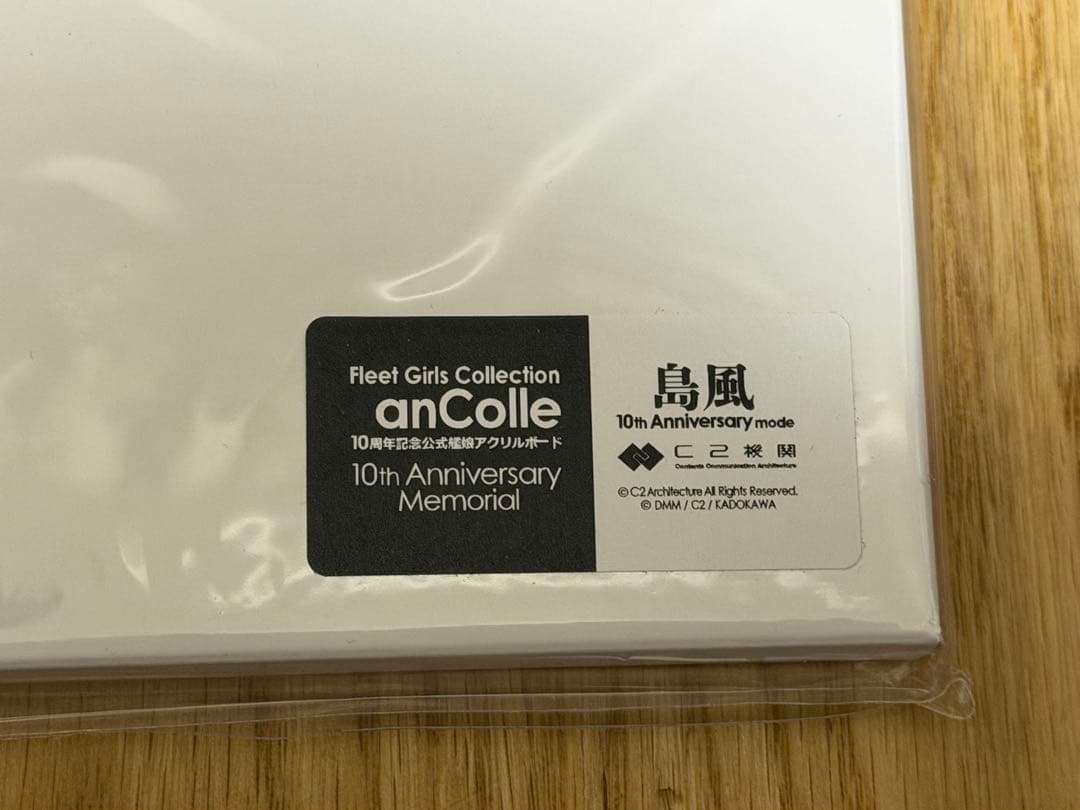 Fleet Girls Collection
anColle
10周年記念公式艦娘アクリルボード
10th Anniversary
Memorial
島風
10th Anniversary mode
C2機関
Contents Communication Architecture
© C2 Architecture All Rights Reserved.
© DMM / C2 / KADOKAWA